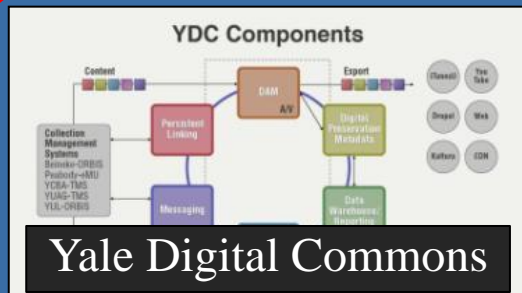 YDC Components
Content
Export
DAM
A/V
iTunesU
You
Tube
Persistent
Linking
Digital
Preservation
Metadata
Drupal
Web
Collection
Management
Systems
Beineke-ORBIS
Peabody-eMU
YCBA-TMS
YUAG-TMS
YUL-ORBIS
Kaltura
CDN
Messaging
Data
Warehouse:
Reporting
Yale Digital Commons